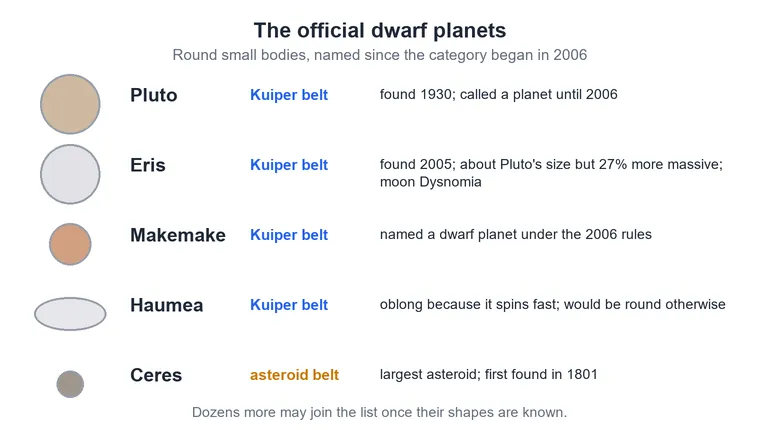 The official dwarf planets
Round small bodies, named since the category began in 2006
Pluto Kuiper belt found 1930; called a planet until 2006
Eris Kuiper belt found 2005; about Pluto's size but 27% more massive;
moon Dysnomia
Makemake Kuiper belt named a dwarf planet under the 2006 rules
Haumea Kuiper belt oblong because it spins fast; would be round otherwise
Ceres asteroid belt largest asteroid; first found in 1801
Dozens more may join the list once their shapes are known.